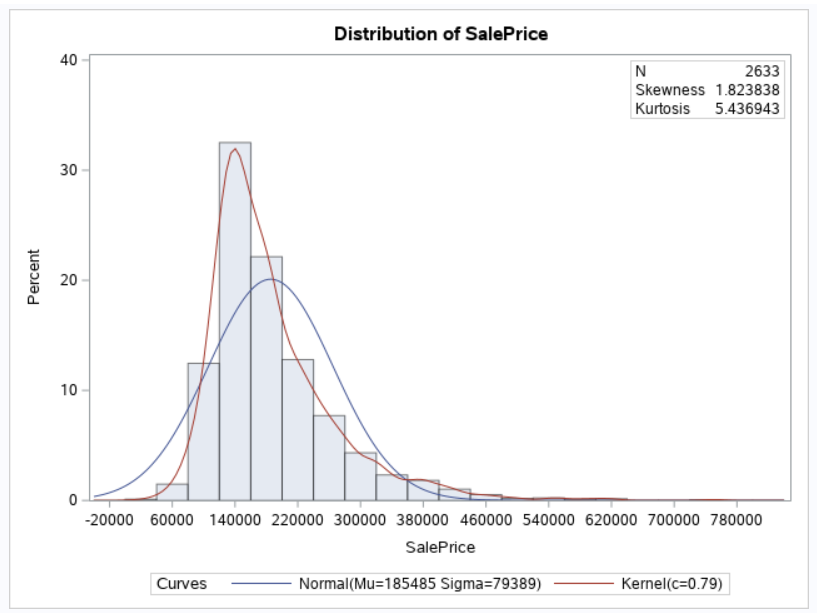 Distribution of SalePrice
N 2633
Skewness 1.823838
Kurtosis 5.436943
Percent
40
30
20
10
0
-20000 60000 140000 220000 300000 380000 460000 540000 620000 700000 780000
SalePrice
Curves Normal(Mu=185485 Sigma=79389) Kernel(c=0.79)